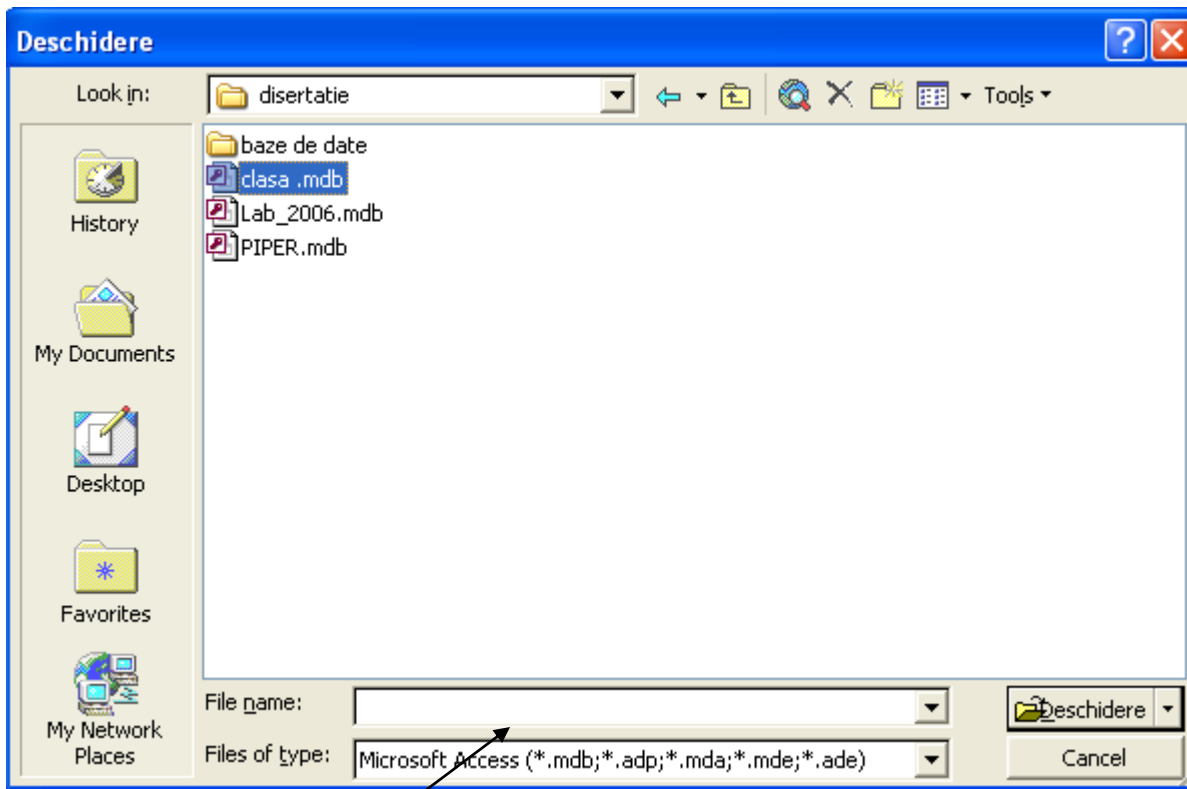 Deschidere
Look in:
disertatie
Tools
baze de date
clasa .mdb
Lab_2006.mdb
PIPER.mdb
History
My Documents
Desktop
Favorites
My Network
Places
File name:
Deschidere
Files of type:
Microsoft Access (*.mdb;*.adp;*.mda;*.mde;*.ade)
Cancel